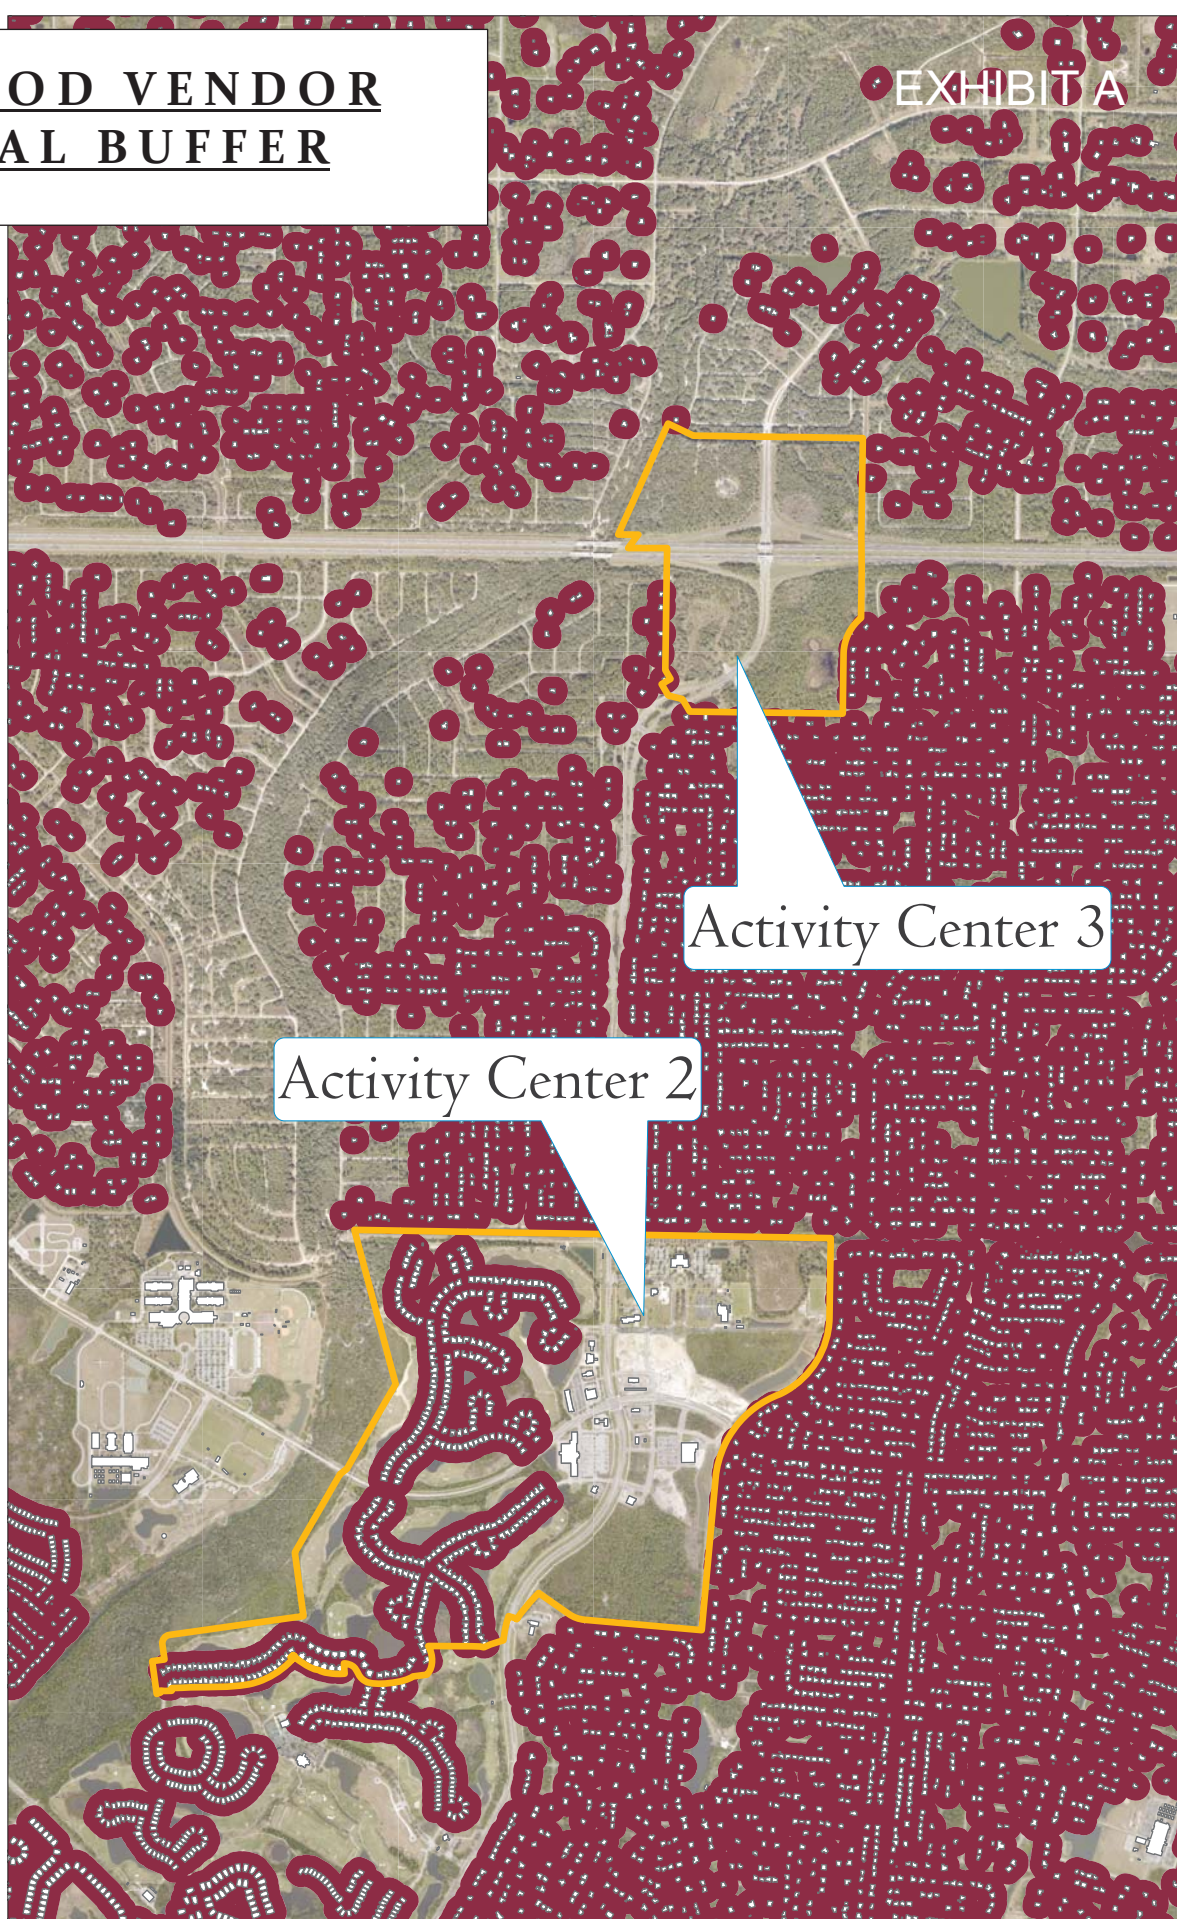 OD VENDOR
AL BUFFER
EXHIBIT A
Activity Center 3
Activity Center 2